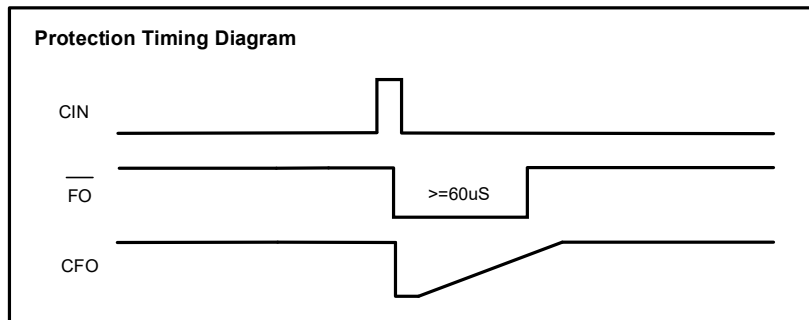 Protection Timing Diagram
CIN
FO
>=60uS
CFO